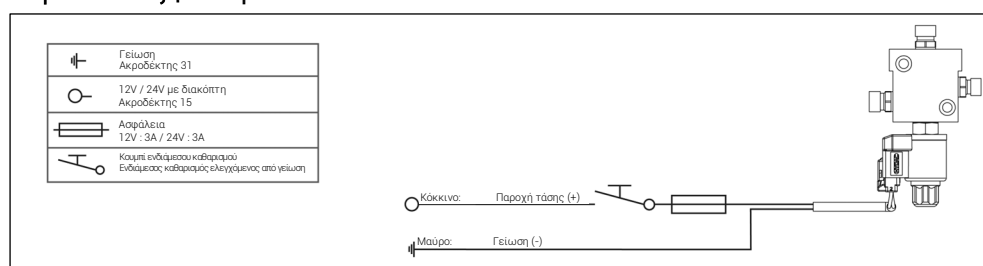 Γείωση
Ακροδέκτης 31
12V / 24V με διακόπτη
Ακροδέκτης 15
Ασφάλεια
12V : 3A / 24V : 3A
Κουμπί ενδιάμεσου καθαρισμού
Ενδιάμεσος καθαρισμός ελεγχόμενος από γείωση
Κόκκινο: Παροχή τάσης (+)
Μαύρο: Γείωση (-)